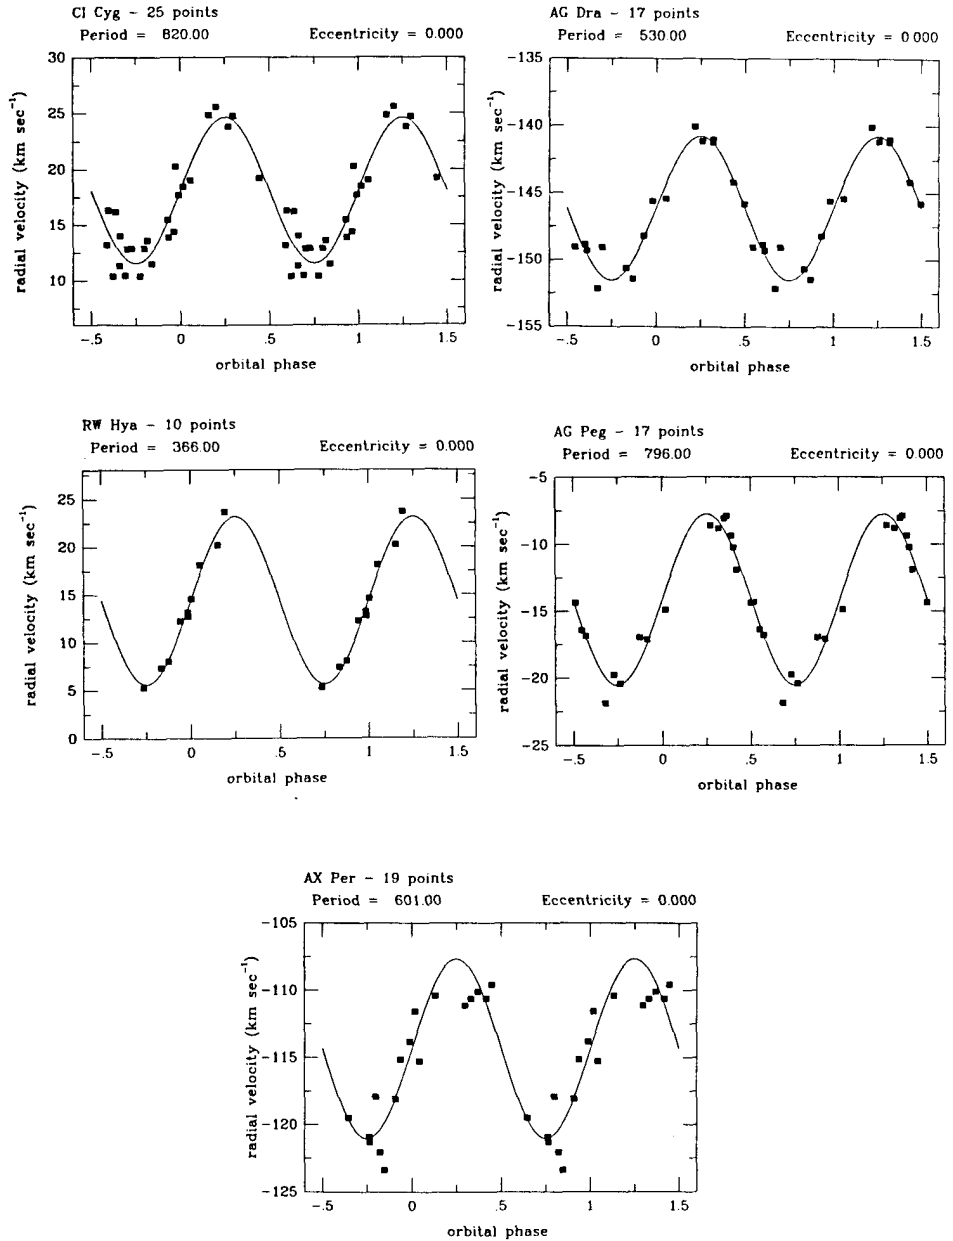 CI Cyg – 25 points
Period = 820.00 Eccentricity = 0.000
radial velocity (km sec⁻¹)
30
25
20
15
10
-.5 0 .5 1 1.5
orbital phase
AG Dra – 17 points
Period = 530.00 Eccentricity = 0.000
radial velocity (km sec⁻¹)
-135
-140
-145
-150
-155
-.5 0 .5 1 1.5
orbital phase
RW Hya – 10 points
Period = 366.00 Eccentricity = 0.000
radial velocity (km sec⁻¹)
25
20
15
10
5
0
-.5 0 .5 1 1.5
orbital phase
AG Peg – 17 points
Period = 796.00 Eccentricity = 0.000
radial velocity (km sec⁻¹)
-5
-10
-15
-20
-25
-.5 0 .5 1 1.5
orbital phase
AX Per – 19 points
Period = 601.00 Eccentricity = 0.000
radial velocity (km sec⁻¹)
-105
-110
-115
-120
-125
-.5 0 .5 1 1.5
orbital phase